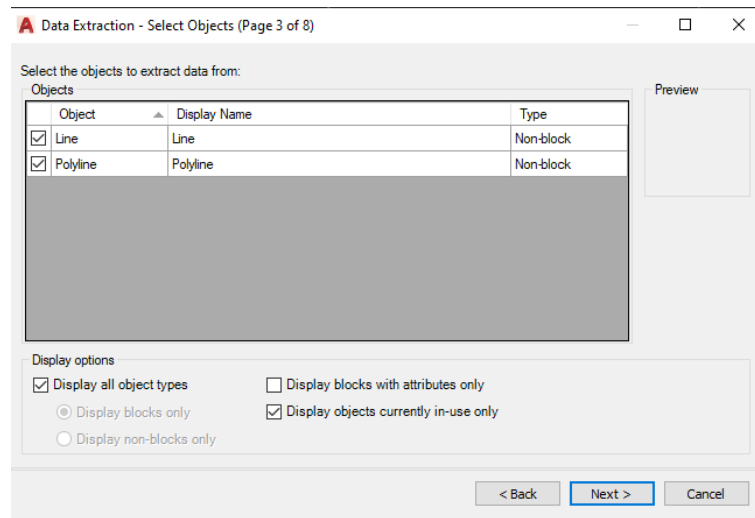 A Data Extraction - Select Objects (Page 3 of 8)
Select the objects to extract data from:
Objects Preview
Object Display Name Type
Line Line Non-block
Polyline Polyline Non-block
Display options
Display all object types Display blocks with attributes only
Display blocks only Display objects currently in-use only
Display non-blocks only
< Back Next > Cancel